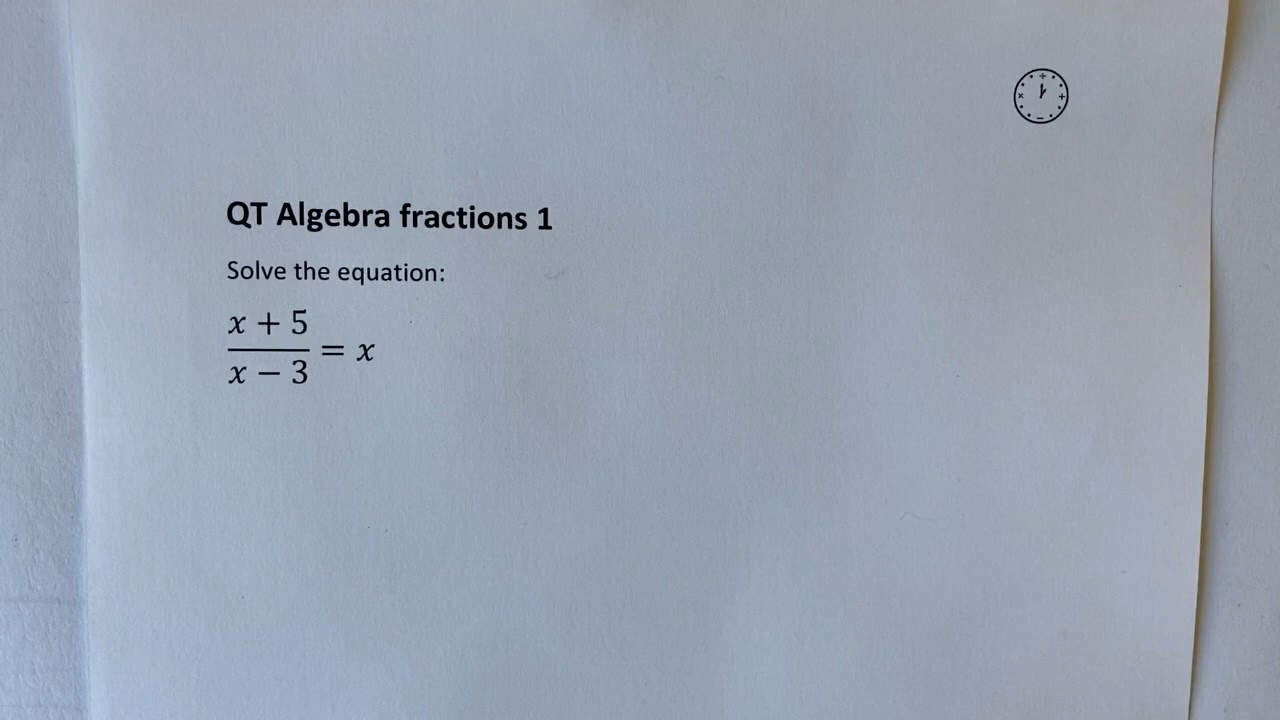 QT Algebra fractions 1
Solve the equation:
x + 5
x − 3
= x